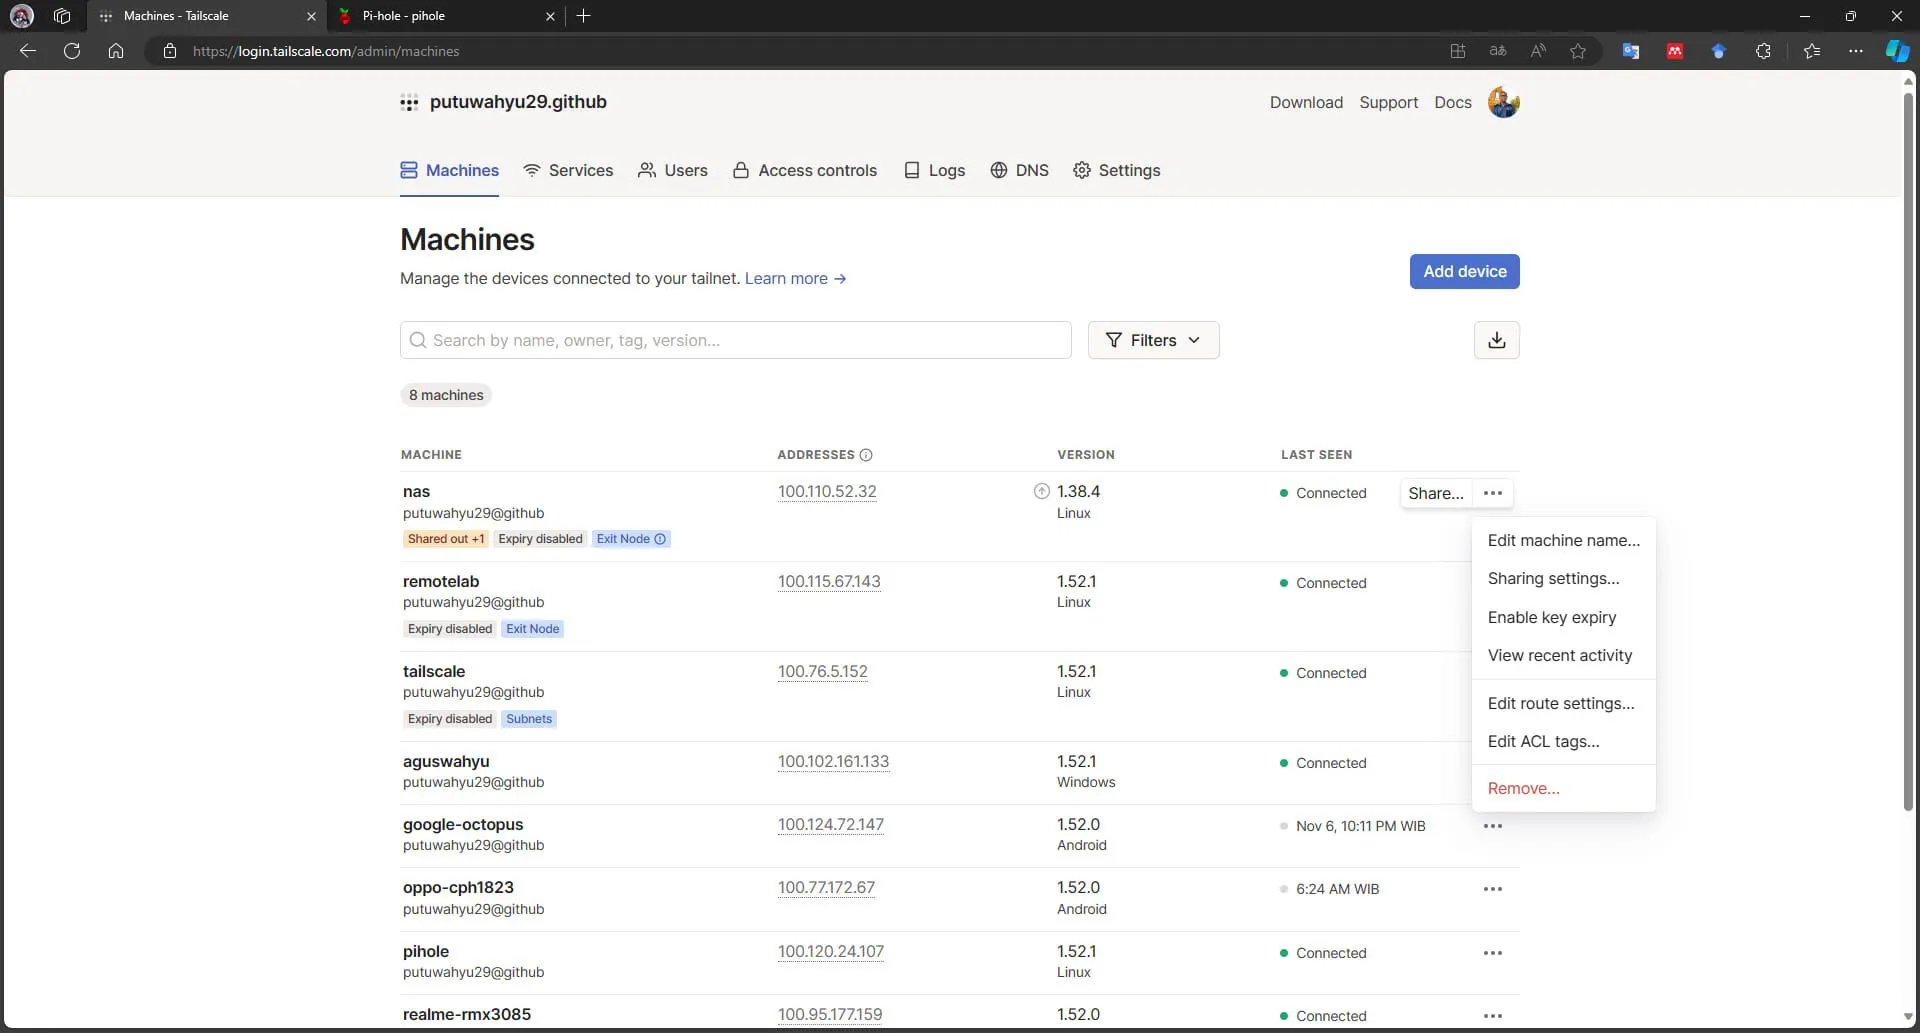 Machines - Tailscale
Pi-hole - pihole
https://login.tailscale.com/admin/machines
putuwahyu29.github
Download Support Docs
Machines Services Users Access controls Logs DNS Settings
Machines
Manage the devices connected to your tailnet. Learn more →
Add device
Search by name, owner, tag, version...
Filters
8 machines
MACHINE ADDRESSES VERSION LAST SEEN
nas 100.110.52.32 1.38.4 Connected Share...
putuwahyu29@github Linux
Shared out +1 Expiry disabled Exit Node
Edit machine name...
Sharing settings...
Enable key expiry
View recent activity
Edit route settings...
Edit ACL tags...
Remove...
remotelab 100.115.67.143 1.52.1 Connected
putuwahyu29@github Linux
Expiry disabled Exit Node
tailscale 100.76.5.152 1.52.1 Connected
putuwahyu29@github Linux
Expiry disabled Subnets
aguswahyu 100.102.161.133 1.52.1 Connected
putuwahyu29@github Windows
google-octopus 100.124.72.147 1.52.0 Nov 6, 10:11 PM WIB
putuwahyu29@github Android
oppo-cph1823 100.77.172.67 1.52.0 6:24 AM WIB
putuwahyu29@github Android
pihole 100.120.24.107 1.52.1 Connected
putuwahyu29@github Linux
realme-rmx3085 100.95.177.159 1.52.0 Connected